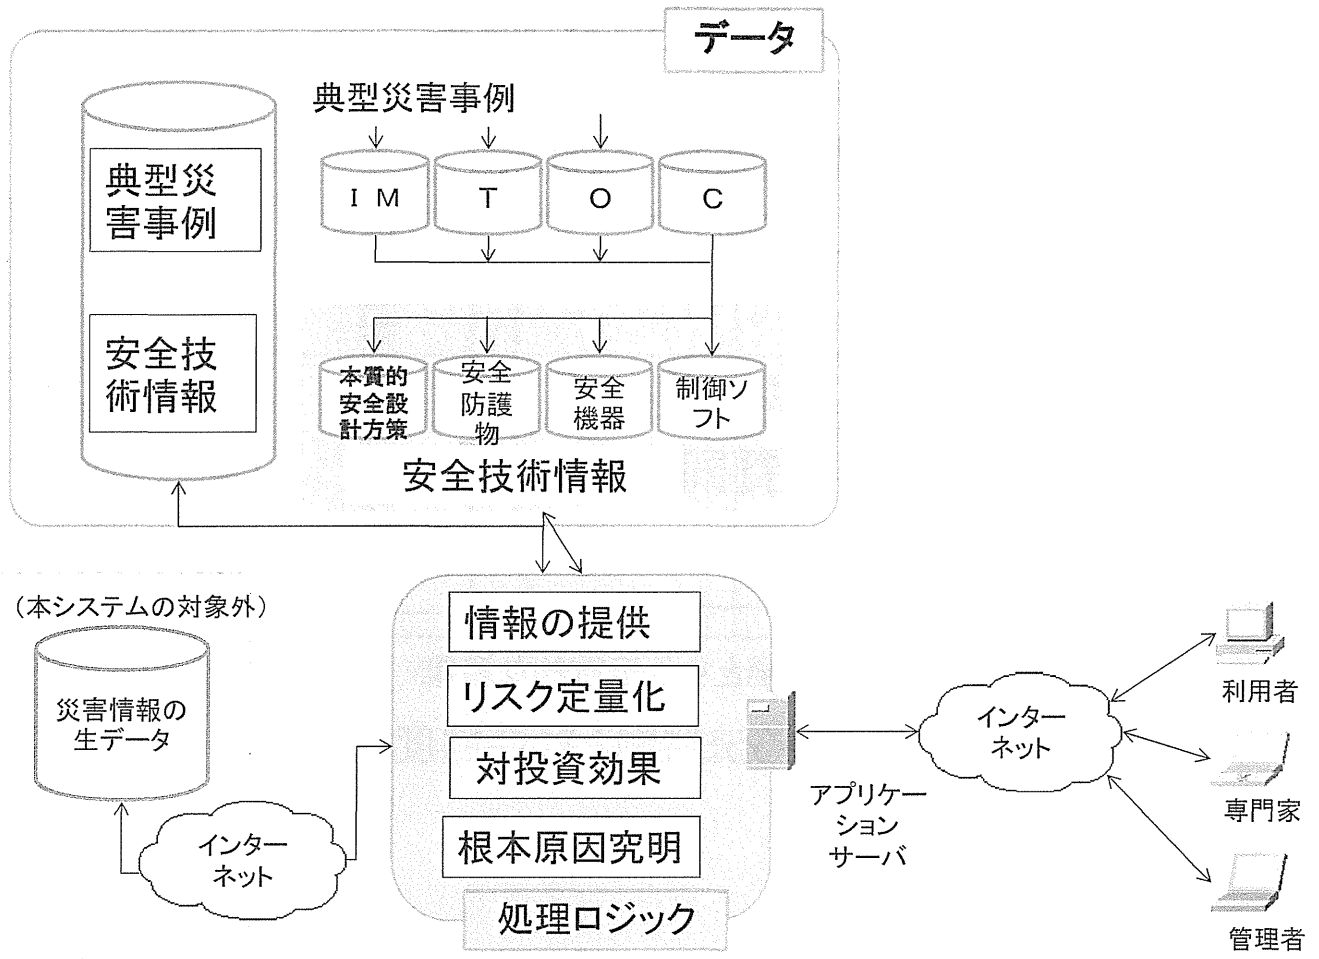 データ
典型災
害事例
安全技
術情報
典型災害事例
I M
T
O
C
本質的
安全設
計方策
安全
防護
物
安全
機器
制御ソ
フト
安全技術情報
(本システムの対象外)
災害情報の
生データ
インター
ネット
情報の提供
リスク定量化
対投資効果
根本原因究明
処理ロジック
アプリケー
ション
サーバ
インター
ネット
利用者
専門家
管理者